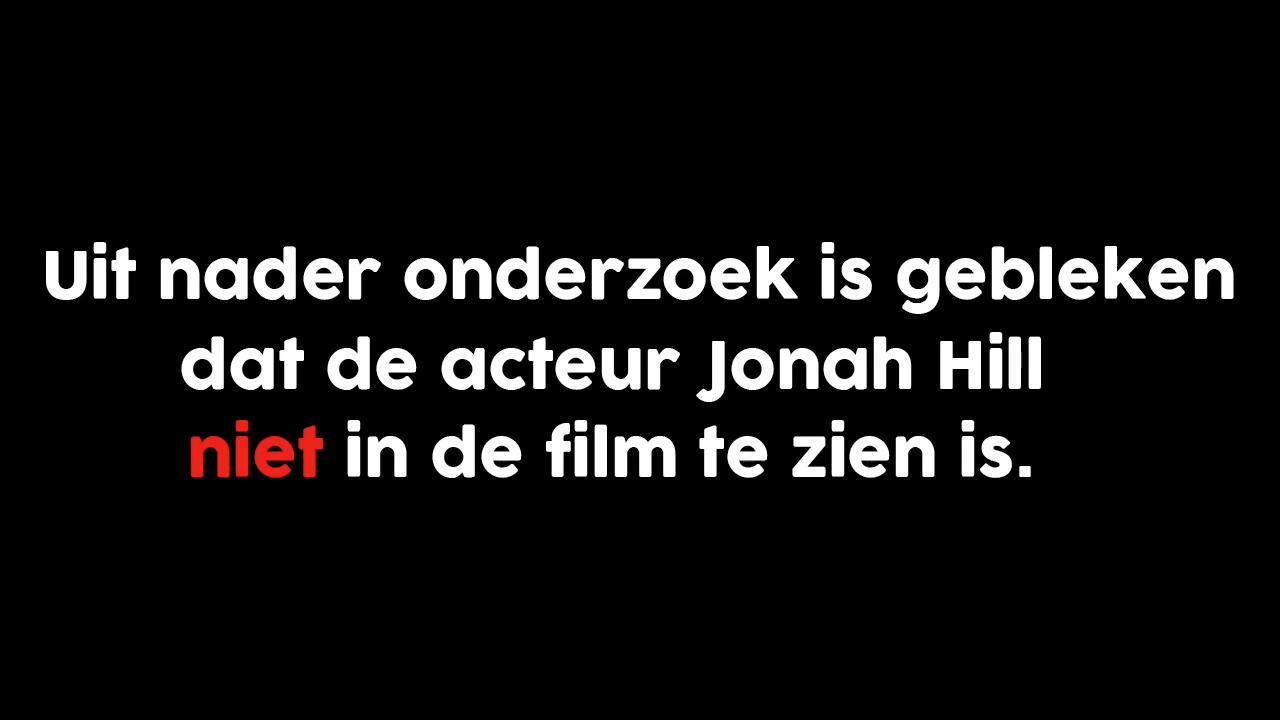 Uit nader onderzoek is gebleken
dat de acteur Jonah Hill
niet in de film te zien is.